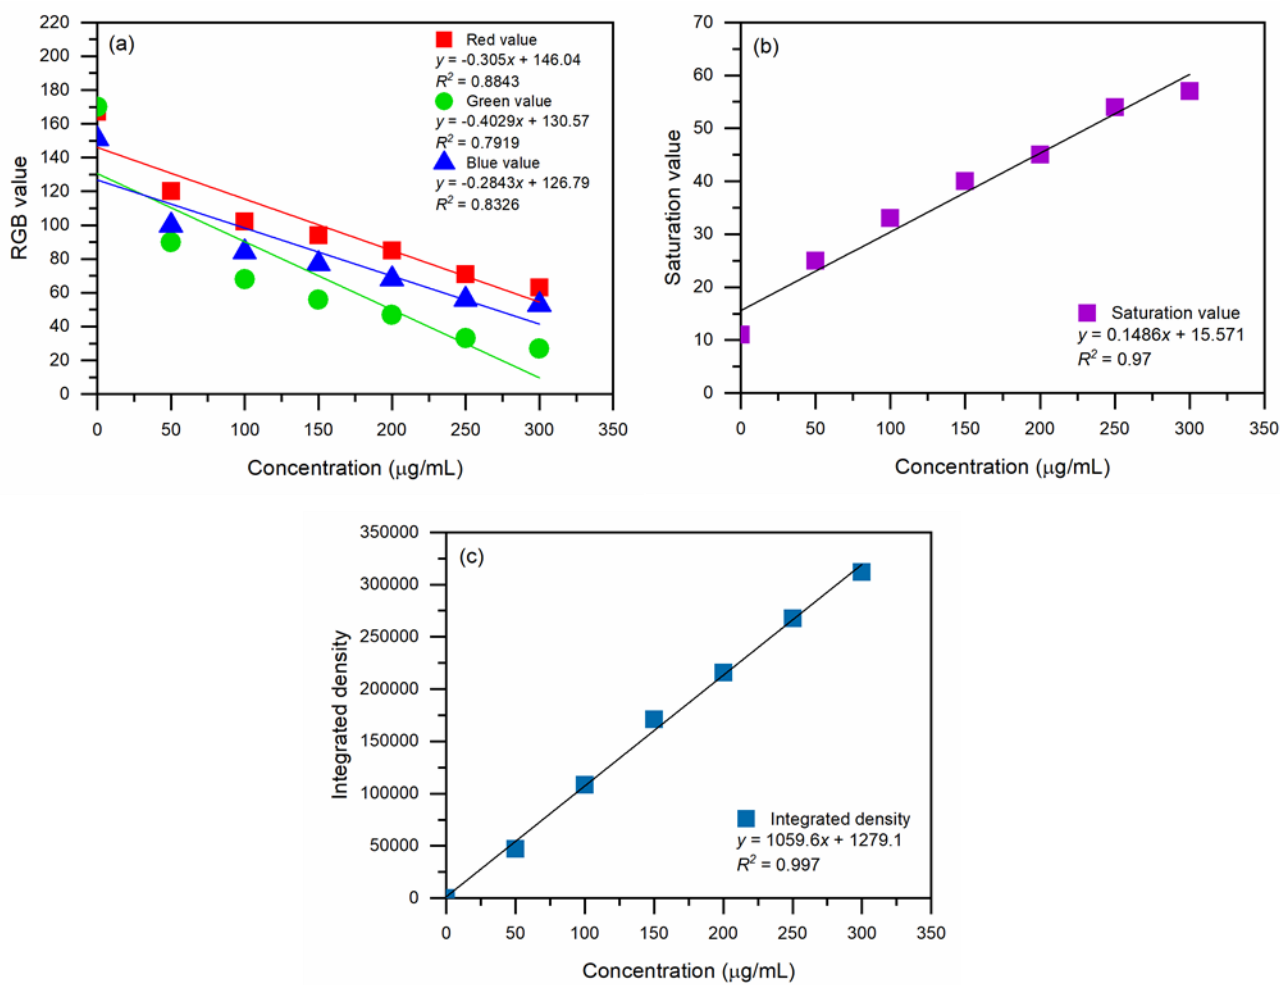 (a)
Red value
y = -0.305x + 146.04
R² = 0.8843
Green value
y = -0.4029x + 130.57
R² = 0.7919
Blue value
y = -0.2843x + 126.79
R² = 0.8326
RGB value
220
200
180
160
140
120
100
80
60
40
20
0
0 50 100 150 200 250 300 350
Concentration (μg/mL)
(b)
Saturation value
70
60
50
40
30
20
10
0
Saturation value
y = 0.1486x + 15.571
R² = 0.97
0 50 100 150 200 250 300 350
Concentration (μg/mL)
(c)
Integrated density
350000
300000
250000
200000
150000
100000
50000
0
Integrated density
y = 1059.6x + 1279.1
R² = 0.997
0 50 100 150 200 250 300 350
Concentration (μg/mL)